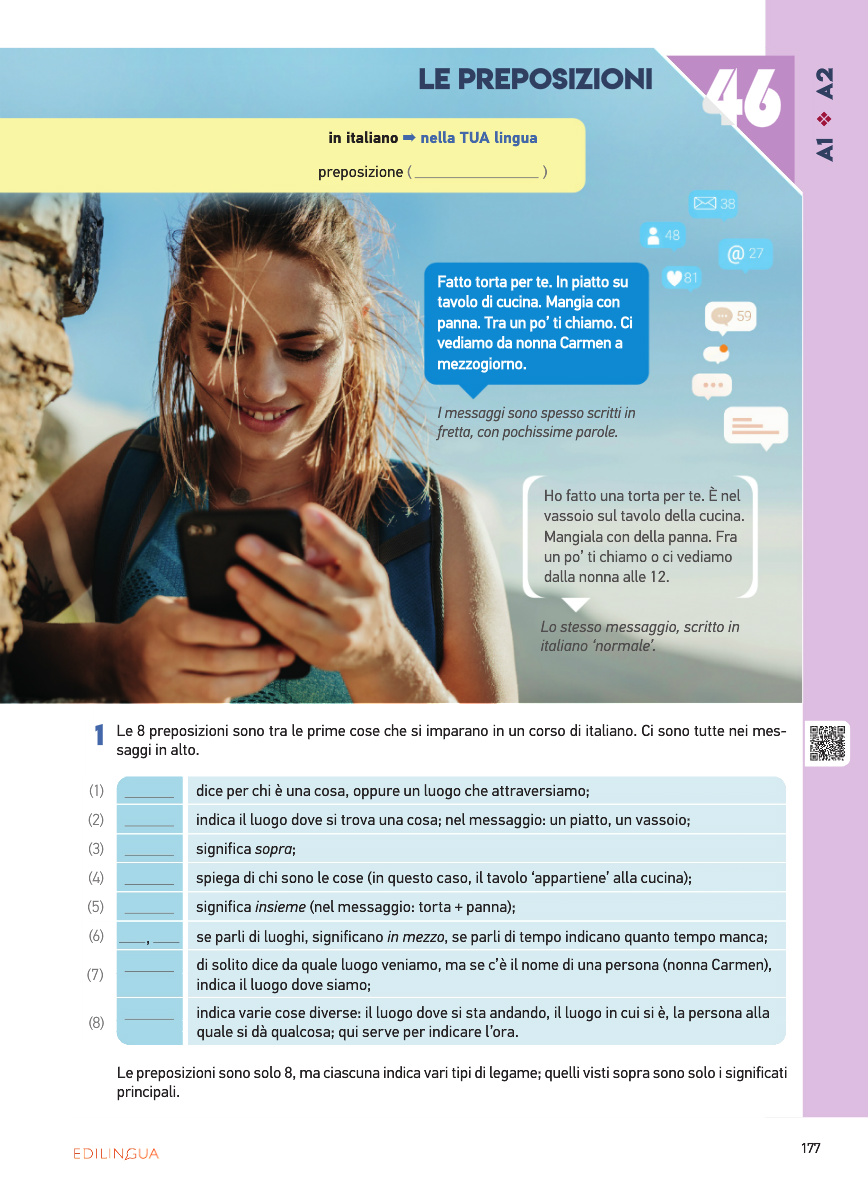 LE PREPOSIZIONI
46
A1 ❖ A2
in italiano ➡ nella TUA lingua
preposizione ( ______________ )
38
48
@ 27
81
59
Fatto torta per te. In piatto su
tavolo di cucina. Mangia con
panna. Tra un po’ ti chiamo. Ci
vediamo da nonna Carmen a
mezzogiorno.
I messaggi sono spesso scritti in
fretta, con pochissime parole.
Ho fatto una torta per te. È nel
vassoio sul tavolo della cucina.
Mangiala con della panna. Fra
un po’ ti chiamo o ci vediamo
dalla nonna alle 12.
Lo stesso messaggio, scritto in
italiano ‘normale’.
1 Le 8 preposizioni sono tra le prime cose che si imparano in un corso di italiano. Ci sono tutte nei mes-
saggi in alto.
(1) ______ dice per chi è una cosa, oppure un luogo che attraversiamo;
(2) ______ indica il luogo dove si trova una cosa; nel messaggio: un piatto, un vassoio;
(3) ______ significa sopra;
(4) ______ spiega di chi sono le cose (in questo caso, il tavolo ‘appartiene’ alla cucina);
(5) ______ significa insieme (nel messaggio: torta + panna);
(6) ___, ___ se parli di luoghi, significano in mezzo, se parli di tempo indicano quanto tempo manca;
(7) ______ di solito dice da quale luogo veniamo, ma se c’è il nome di una persona (nonna Carmen),
indica il luogo dove siamo;
(8) ______ indica varie cose diverse: il luogo dove si sta andando, il luogo in cui si è, la persona alla
quale si dà qualcosa; qui serve per indicare l’ora.
Le preposizioni sono solo 8, ma ciascuna indica vari tipi di legame; quelli visti sopra sono solo i significati
principali.
EDILINGUA
177